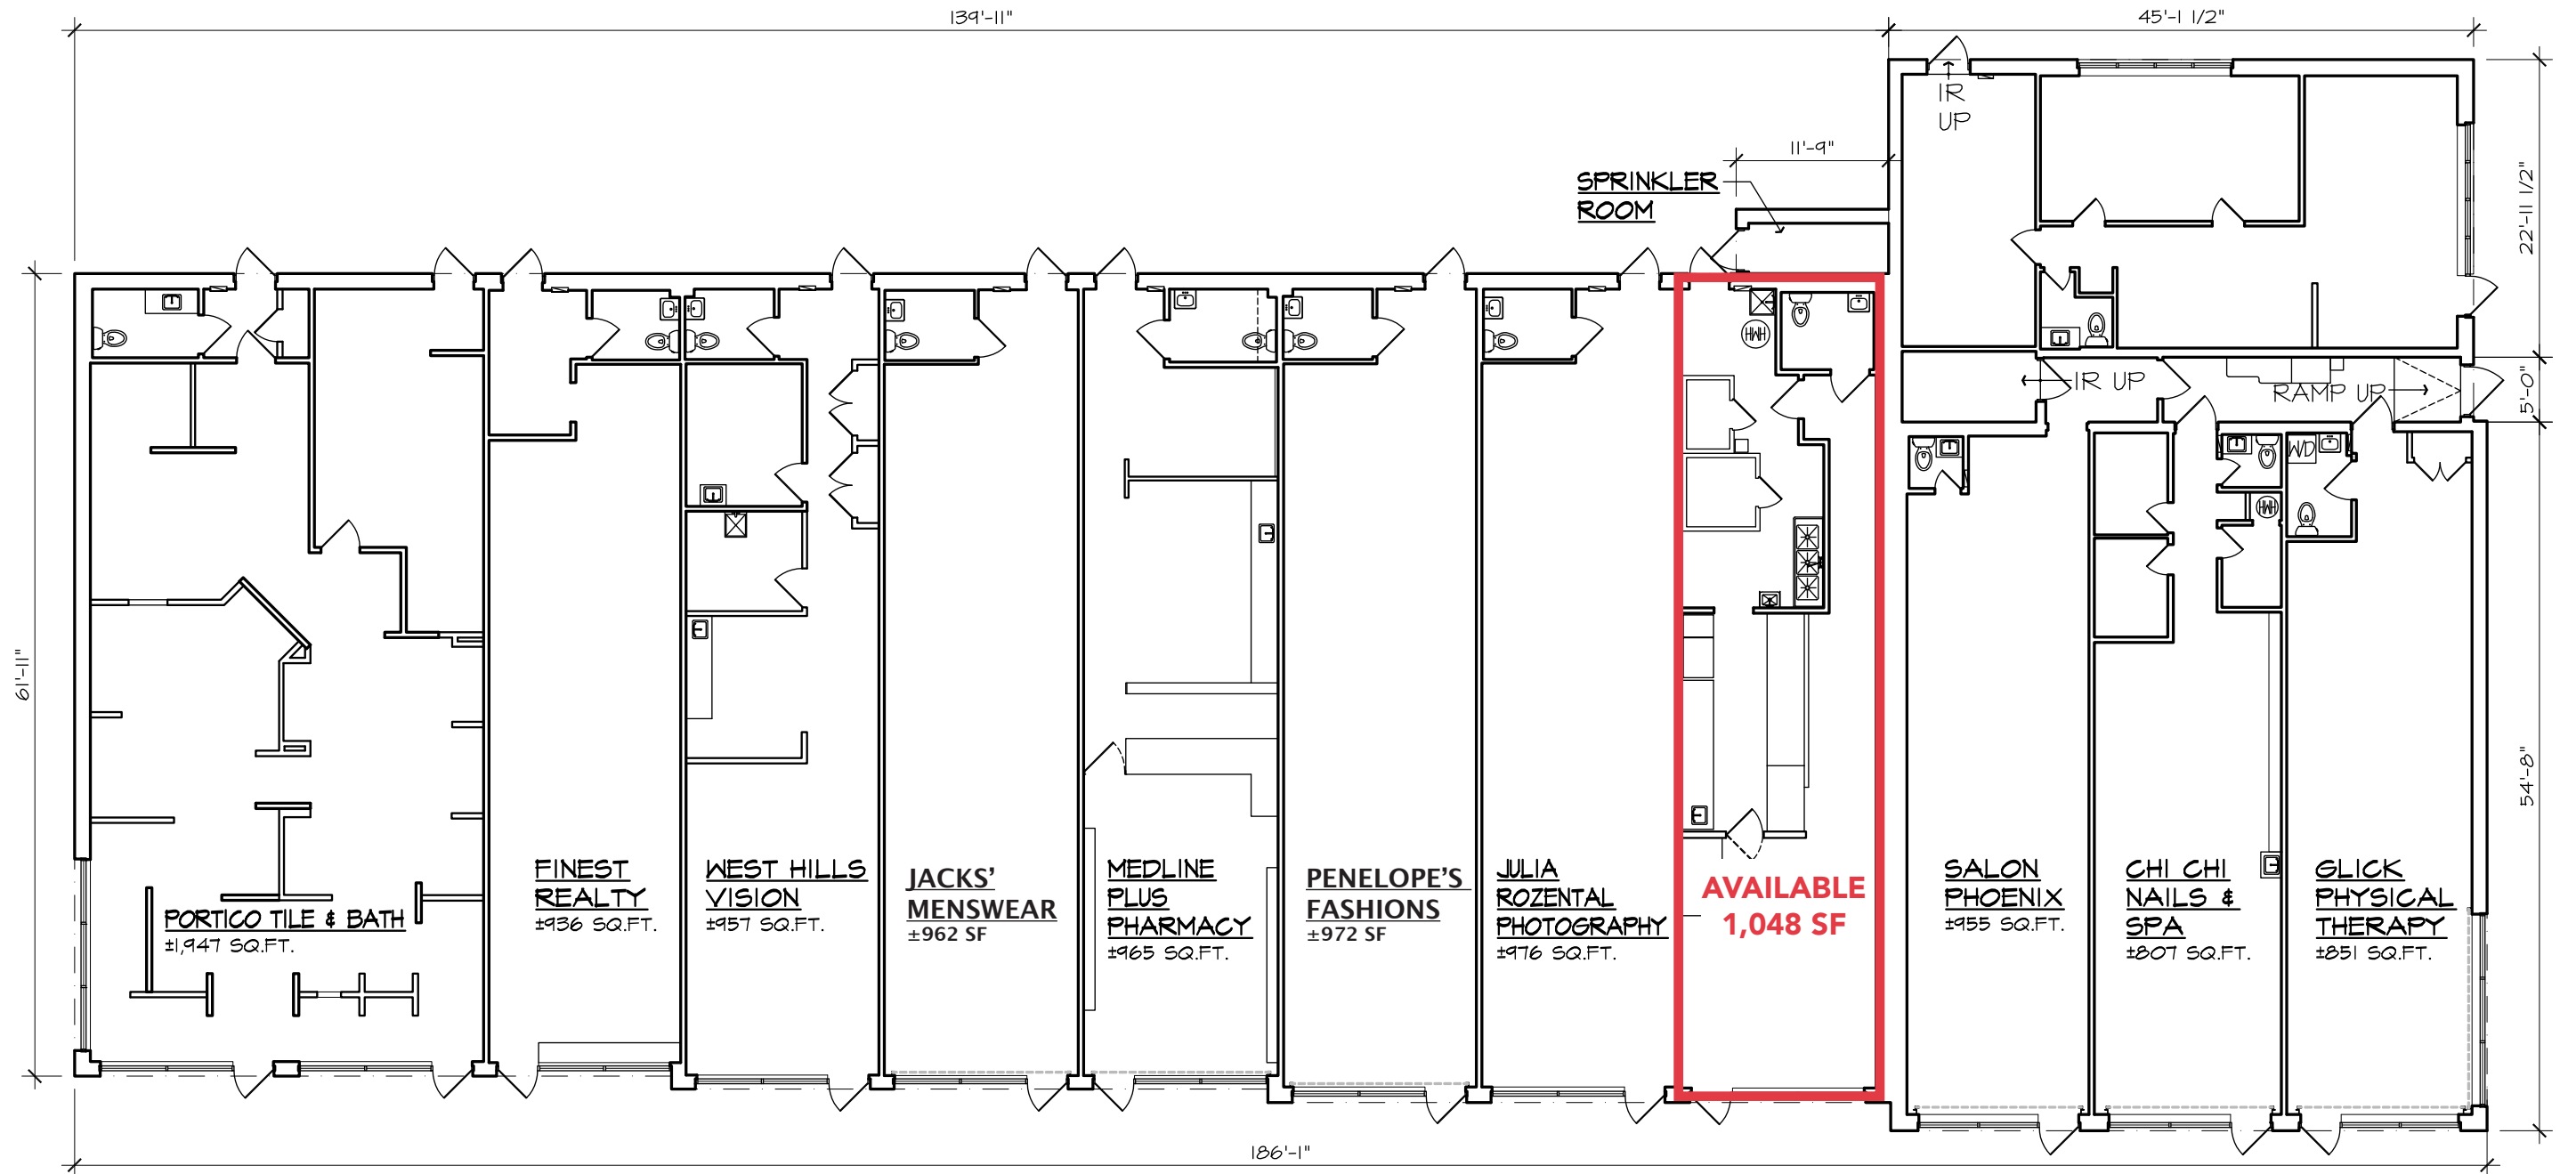 139'-11"
45'-1 1/2"
1R
UP
11'-9"
SPRINKLER
ROOM
22'-11 1/2"
HWH
1R UP
RAMP UP
5'-0"
WD
HWH
61'-11"
54'-8"
PORTICO TILE & BATH
±1,947 SQ.FT.
FINEST
REALTY
±936 SQ.FT.
WEST HILLS
VISION
±957 SQ.FT.
JACKS'
MENSWEAR
±962 SF
MEDLINE
PLUS
PHARMACY
±965 SQ.FT.
PENELOPE'S
FASHIONS
±972 SF
JULIA
ROZENTAL
PHOTOGRAPHY
±976 SQ.FT.
AVAILABLE
1,048 SF
SALON
PHOENIX
±955 SQ.FT.
CHI CHI
NAILS &
SPA
±807 SQ.FT.
GLICK
PHYSICAL
THERAPY
±851 SQ.FT.
186'-1"